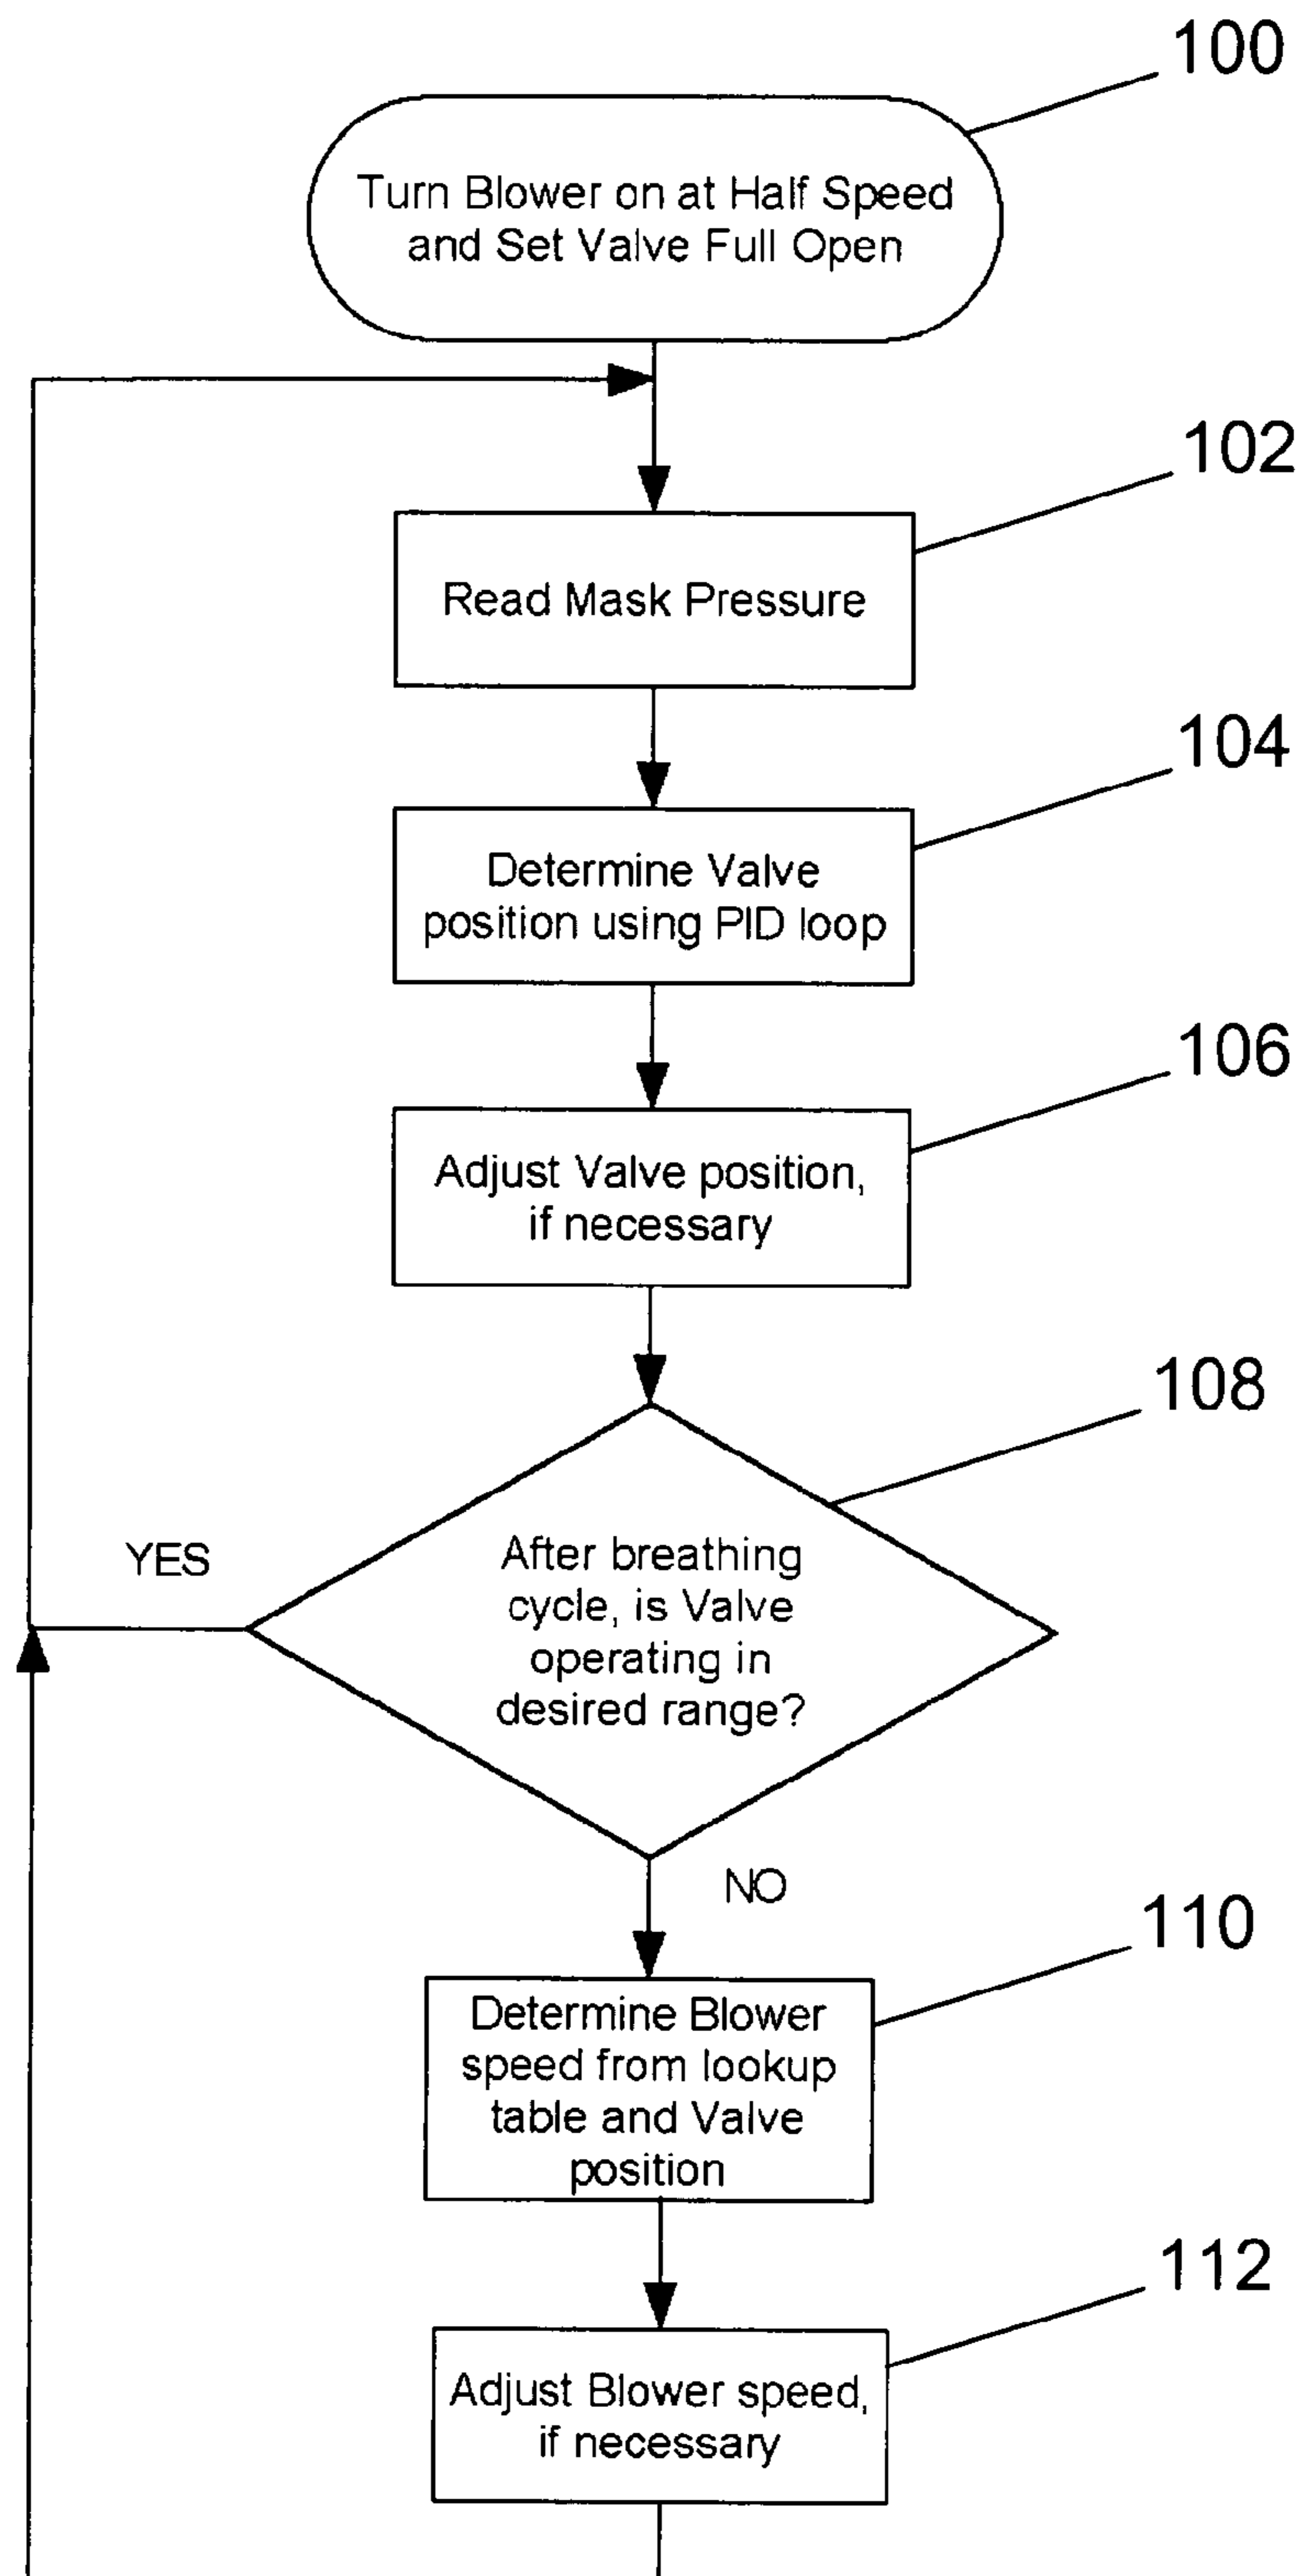 100
Turn Blower on at Half Speed
and Set Valve Full Open
102
Read Mask Pressure
104
Determine Valve
position using PID loop
106
Adjust Valve position,
if necessary
108
After breathing
cycle, is Valve
operating in
desired range?
YES
NO
110
Determine Blower
speed from lookup
table and Valve
position
112
Adjust Blower speed,
if necessary